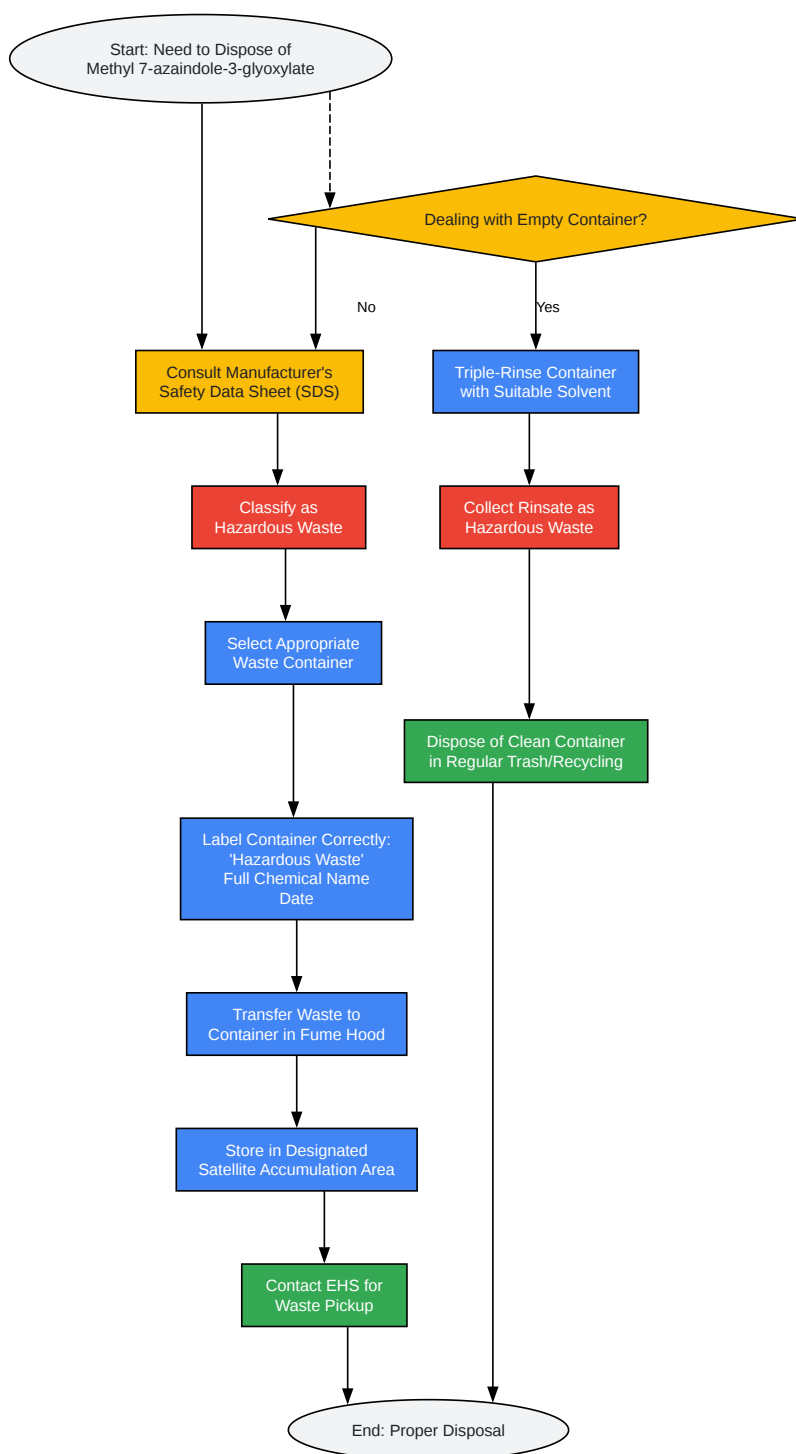 Start: Need to Dispose of
Methyl 7-azaindole-3-glyoxylate
Dealing with Empty Container?
No
Yes
Consult Manufacturer's
Safety Data Sheet (SDS)
Triple-Rinse Container
with Suitable Solvent
Classify as
Hazardous Waste
Collect Rinsate as
Hazardous Waste
Select Appropriate
Waste Container
Dispose of Clean Container
in Regular Trash/Recycling
Label Container Correctly:
'Hazardous Waste'
Full Chemical Name
Date
Transfer Waste to
Container in Fume Hood
Store in Designated
Satellite Accumulation Area
Contact EHS for
Waste Pickup
End: Proper Disposal